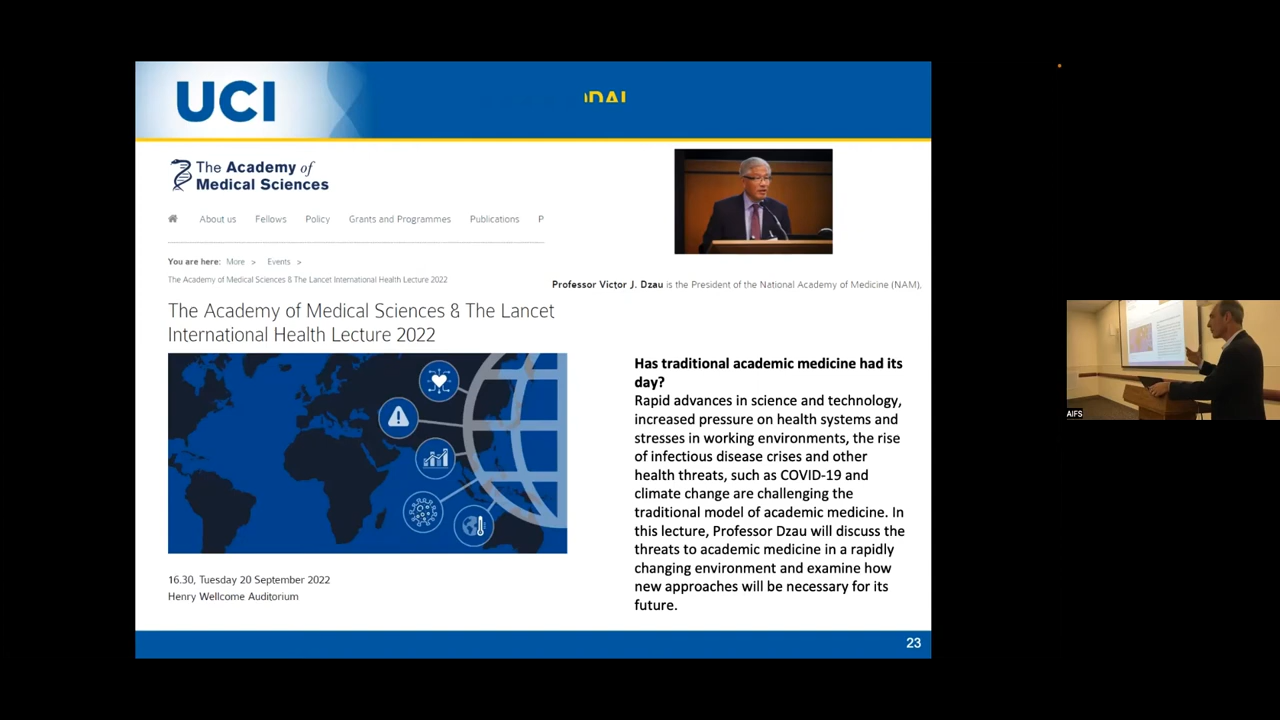 UCI
The Academy of
Medical Sciences
About us Fellows Policy Grants and Programmes Publications P
You are here: More > Events >
The Academy of Medical Sciences & The Lancet International Health Lecture 2022
Professor Victor J. Dzau is the President of the National Academy of Medicine (NAM),
The Academy of Medical Sciences & The Lancet
International Health Lecture 2022
Has traditional academic medicine had its
day?
Rapid advances in science and technology,
increased pressure on health systems and
stresses in working environments, the rise
of infectious disease crises and other
health threats, such as COVID-19 and
climate change are challenging the
traditional model of academic medicine. In
this lecture, Professor Dzau will discuss the
threats to academic medicine in a rapidly
changing environment and examine how
new approaches will be necessary for its
future.
16.30, Tuesday 20 September 2022
Henry Wellcome Auditorium
23
AIFS